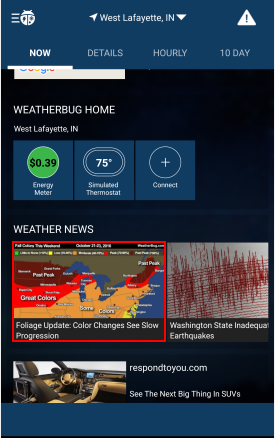 West Lafayette, IN
NOW
DETAILS
HOURLY
10 DAY
Google
WEATHERBUG HOME
West Lafayette, IN
$0.39
75°
+
Energy
Meter
Simulated
Thermostat
Connect
WEATHER NEWS
Fall Colors This Weekend
October 21-23, 2016
WeatherBug.com
Past Peak
Past Peak
Great Colors
Some
Colors
Foliage Update: Color Changes See Slow
Progression
Washington State Inadequat
Earthquakes
respondtoyou.com
See The Next Big Thing In SUVs